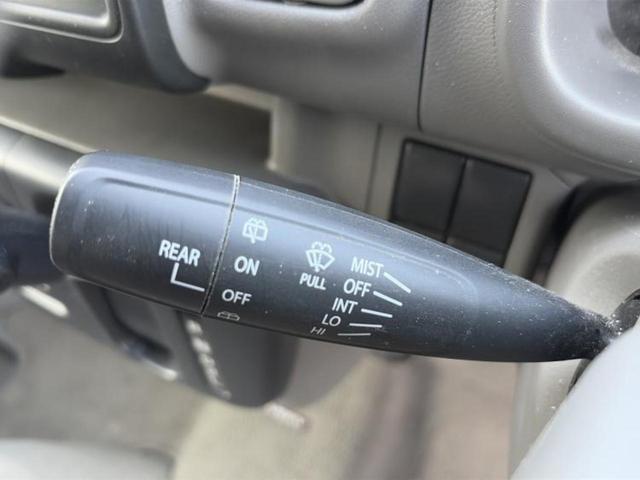 REAR
ON
OFF
PULL
MIST
OFF
INT
LO
HI